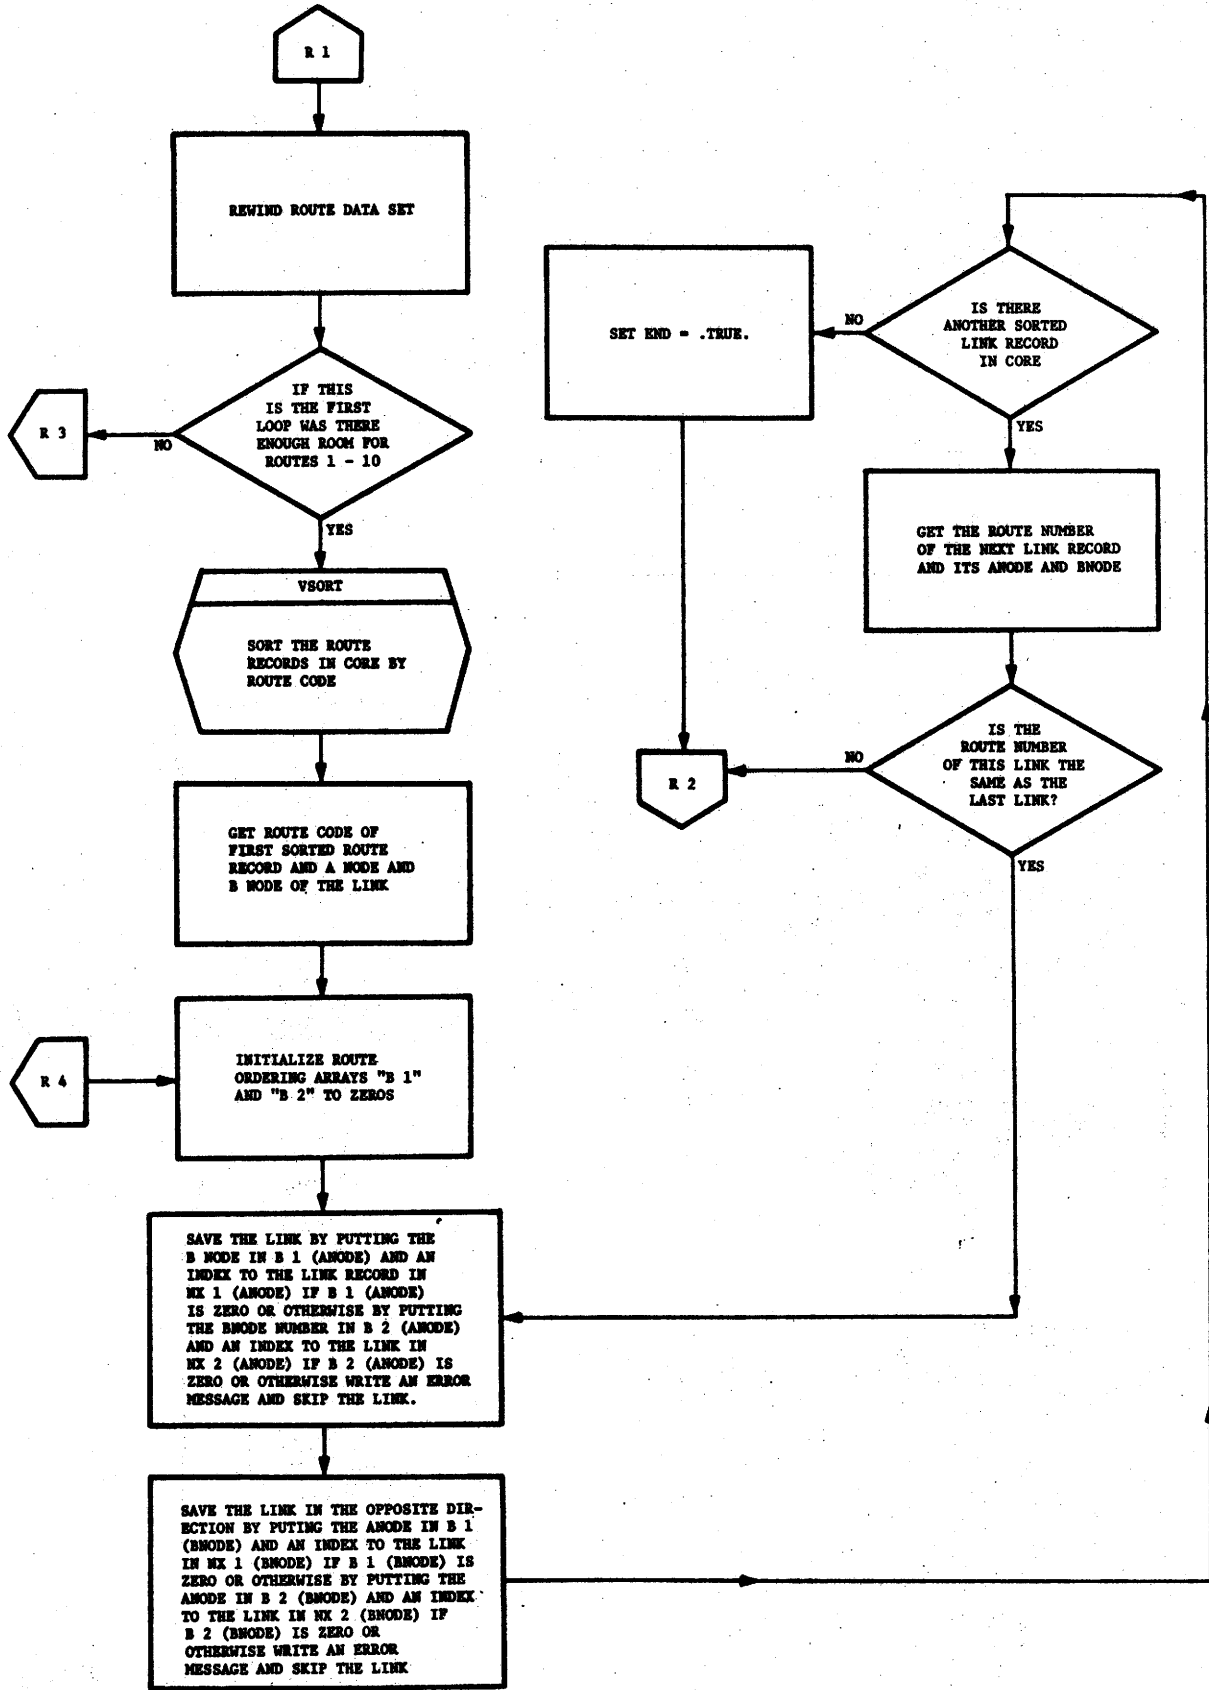 R 1
REWIND ROUTE DATA SET
IF THIS
IS THE FIRST
LOOP WAS THERE
ENOUGH ROOM FOR
ROUTES 1 - 10
R 3
NO
YES
VSORT
SORT THE ROUTE
RECORDS IN CORE BY
ROUTE CODE
GET ROUTE CODE OF
FIRST SORTED ROUTE
RECORD AND A NODE AND
B NODE OF THE LINK
R 4
INITIALIZE ROUTE
ORDERING ARRAYS "B 1"
AND "B 2" TO ZEROS
SAVE THE LINK BY PUTTING THE
B NODE IN B 1 (ANODE) AND AN
INDEX TO THE LINK RECORD IN
NX 1 (ANODE) IF B 1 (ANODE)
IS ZERO OR OTHERWISE BY PUTTING
THE BNODE NUMBER IN B 2 (ANODE)
AND AN INDEX TO THE LINK IN
NX 2 (ANODE) IF B 2 (ANODE) IS
ZERO OR OTHERWISE WRITE AN ERROR
MESSAGE AND SKIP THE LINK.
SAVE THE LINK IN THE OPPOSITE DIR-
ECTION BY PUTING THE ANODE IN B 1
(BNODE) AND AN INDEX TO THE LINK
IN NX 1 (BNODE) IF B 1 (BNODE) IS
ZERO OR OTHERWISE BY PUTTING THE
ANODE IN B 2 (BNODE) AND AN INDEX
TO THE LINK IN NX 2 (BNODE) IF
B 2 (BNODE) IS ZERO OR
OTHERWISE WRITE AN ERROR
MESSAGE AND SKIP THE LINK
IS THERE
ANOTHER SORTED
LINK RECORD
IN CORE
NO
SET END = .TRUE.
YES
GET THE ROUTE NUMBER
OF THE NEXT LINK RECORD
AND ITS ANODE AND BNODE
IS THE
ROUTE NUMBER
OF THIS LINK THE
SAME AS THE
LAST LINK?
NO
R 2
YES